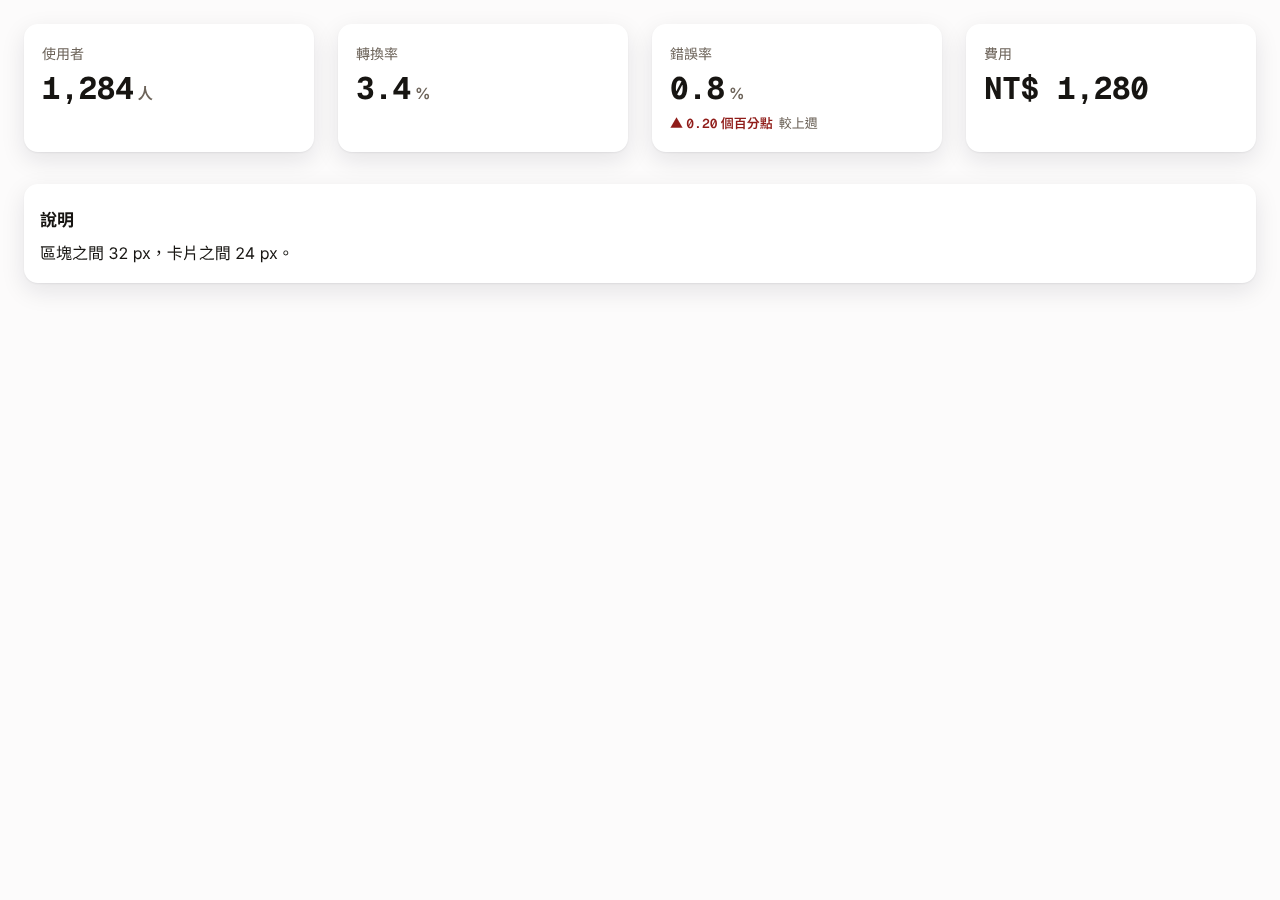 使用者
1,284 人
轉換率
3.4 %
錯誤率
0.8 %
▲ 0.20 個百分點 較上週
費用
NT$ 1,280
說明
區塊之間 32 px，卡片之間 24 px。